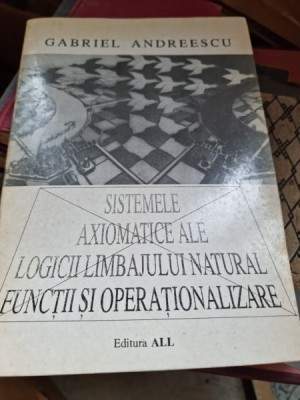 GABRIEL ANDREESCU
SISTEMELE
AXIOMATICE ALE
LOGICII LIMBAJULUI NATURAL
FUNCȚII ȘI OPERAȚIONALIZARE
Editura ALL